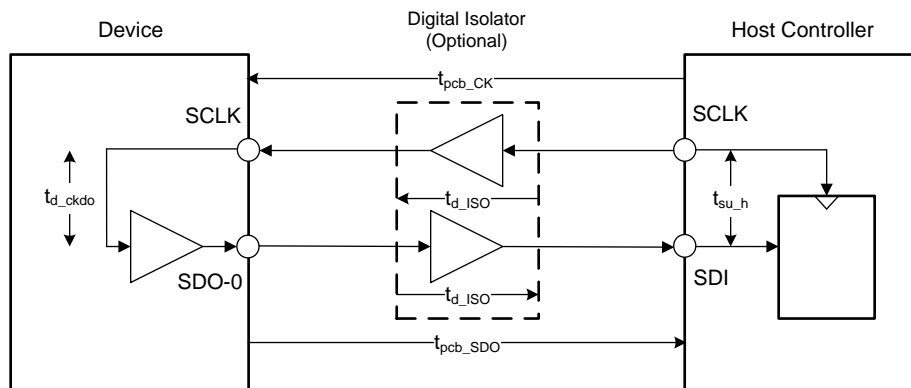 Device
Digital Isolator
(Optional)
Host Controller
tpcb_CK
SCLK
SCLK
td_ckdo
td_ISO
tsu_h
SDO-0
SDI
td_ISO
tpcb_SDO